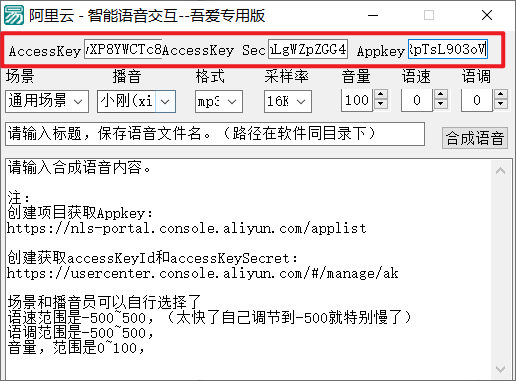 阿里云 - 智能语音交互--吾爱专用版
AccessKey XP8YWCTc8 AccessKey Sec LgWZpZGG4 Appkey pTsL903oV
场景 播音 格式 采样率 音量 语速 语调
通用场景 小刚(xi mp3 16K 100 0 0
请输入标题，保存语音文件名。（路径在软件同目录下） 合成语音
请输入合成语音内容。
注：
创建项目获取Appkey：
https://nls-portal.console.aliyun.com/applist
创建获取accessKeyId和accessKeySecret：
https://usercenter.console.aliyun.com/#/manage/ak
场景和播音员可以自行选择了
语速范围是-500~500，（太快了自己调节到-500就特别慢了）
语调范围是-500~500，
音量，范围是0~100，